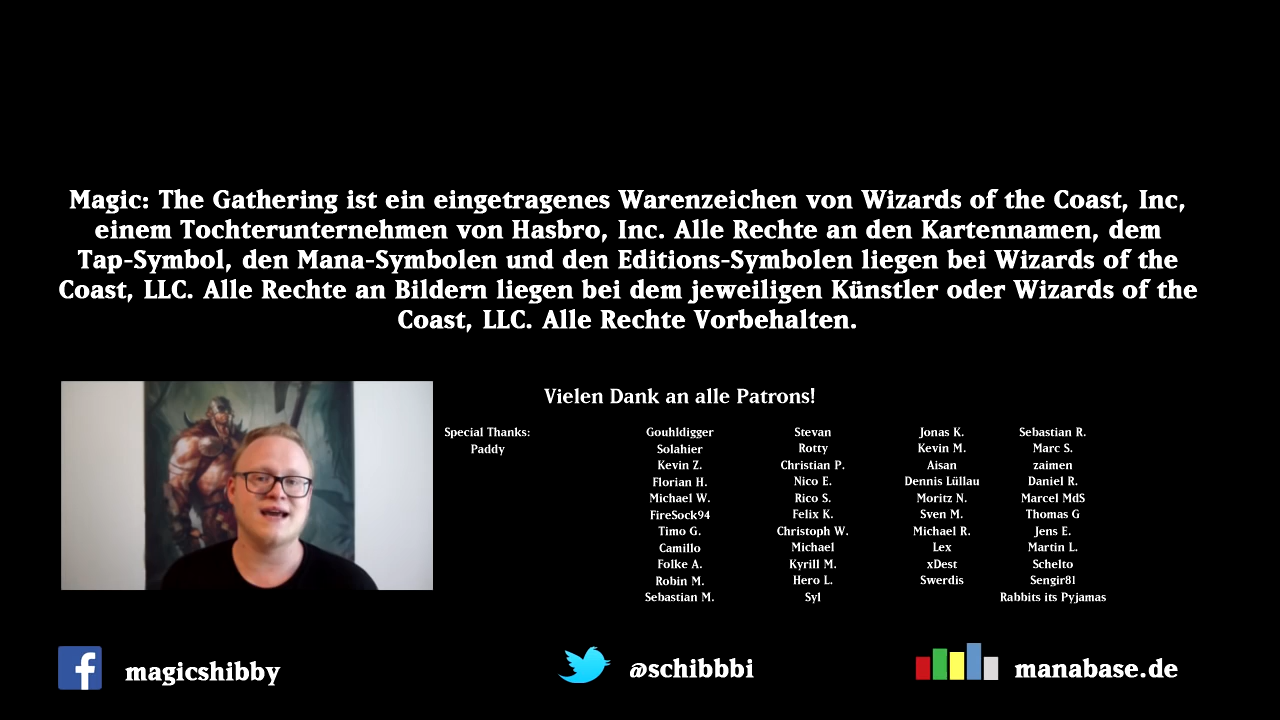 Magic: The Gathering ist ein eingetragenes Warenzeichen von Wizards of the Coast, Inc,
einem Tochterunternehmen von Hasbro, Inc. Alle Rechte an den Kartennamen, dem
Tap-Symbol, den Mana-Symbolen und den Editions-Symbolen liegen bei Wizards of the
Coast, LLC. Alle Rechte an Bildern liegen bei dem jeweiligen Künstler oder Wizards of the
Coast, LLC. Alle Rechte Vorbehalten.
Vielen Dank an alle Patrons!
Special Thanks:
Paddy
Gouhldigger
Solahier
Kevin Z.
Florian H.
Michael W.
FireSock94
Timo G.
Camillo
Folke A.
Robin M.
Sebastian M.
Stevan
Rotty
Christian P.
Nico E.
Rico S.
Felix K.
Christoph W.
Michael
Kyrill M.
Hero L.
Syl
Jonas K.
Kevin M.
Aisan
Dennis Lüllau
Moritz N.
Sven M.
Michael R.
Lex
xDest
Swerdis
Sebastian R.
Marc S.
zaimen
Daniel R.
Marcel MdS
Thomas G
Jens E.
Martin L.
Schelto
Sengir81
Rabbits its Pyjamas
magicshibby
@schibbbi
manabase.de